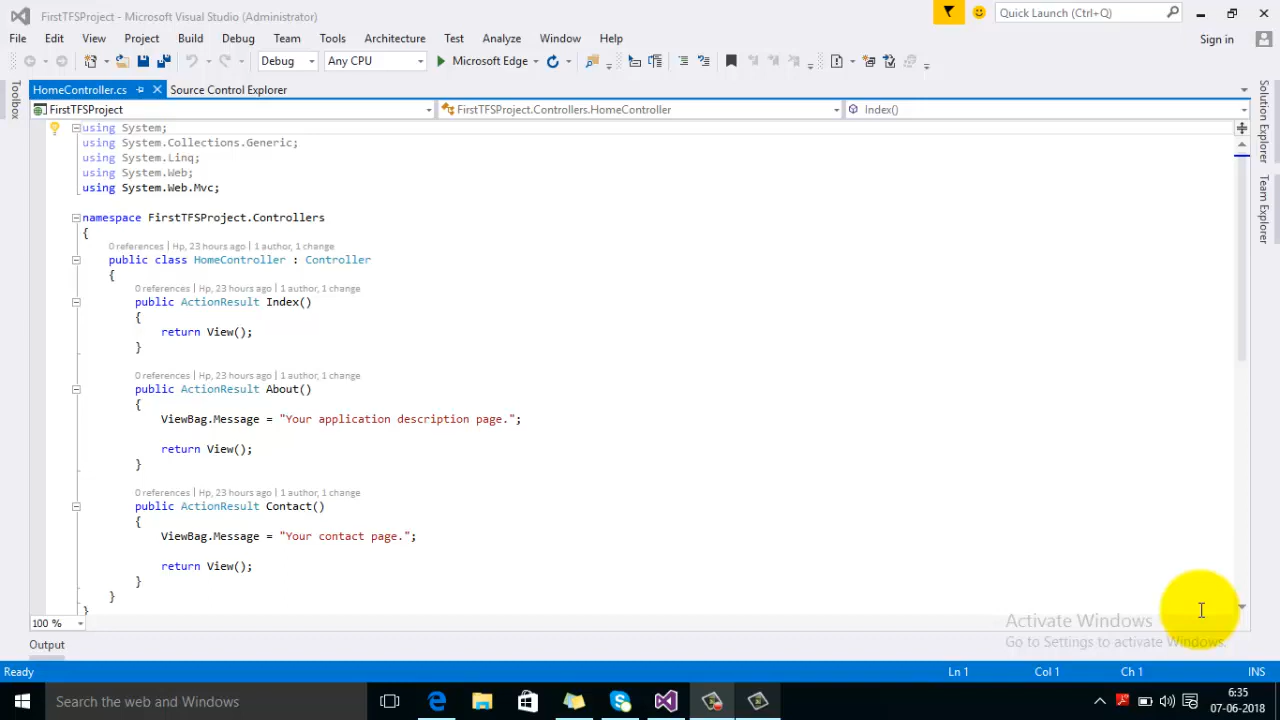 FirstTFSProject - Microsoft Visual Studio (Administrator)
Quick Launch (Ctrl+Q)
File Edit View Project Build Debug Team Tools Architecture Test Analyze Window Help
Sign in
Debug Any CPU Microsoft Edge
HomeController.cs Source Control Explorer
FirstTFSProject FirstTFSProject.Controllers.HomeController Index()
Toolbox
Solution Explorer
Team Explorer
using System;
using System.Collections.Generic;
using System.Linq;
using System.Web;
using System.Web.Mvc;
namespace FirstTFSProject.Controllers
{
0 references | Hp, 23 hours ago | 1 author, 1 change
public class HomeController : Controller
{
0 references | Hp, 23 hours ago | 1 author, 1 change
public ActionResult Index()
{
return View();
}
0 references | Hp, 23 hours ago | 1 author, 1 change
public ActionResult About()
{
ViewBag.Message = "Your application description page.";
return View();
}
0 references | Hp, 23 hours ago | 1 author, 1 change
public ActionResult Contact()
{
ViewBag.Message = "Your contact page.";
return View();
}
}
}
100 %
Activate Windows
Go to Settings to activate Windows.
Output
Ready Ln 1 Col 1 Ch 1 INS
Search the web and Windows
6:35
07-06-2018